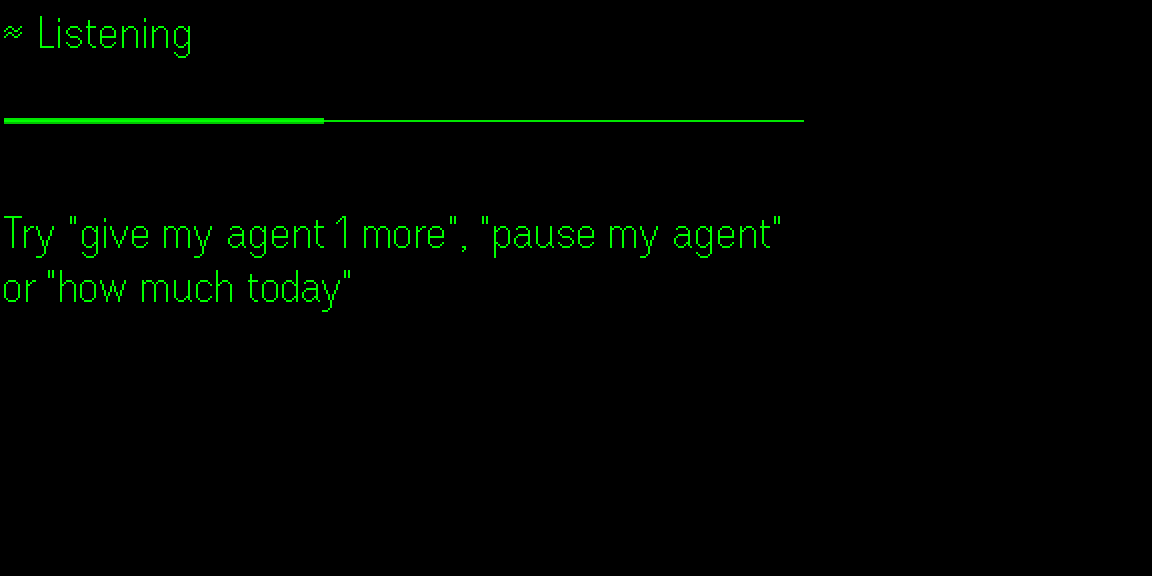 ≈ Listening
Try "give my agent 1 more", "pause my agent"
or "how much today"